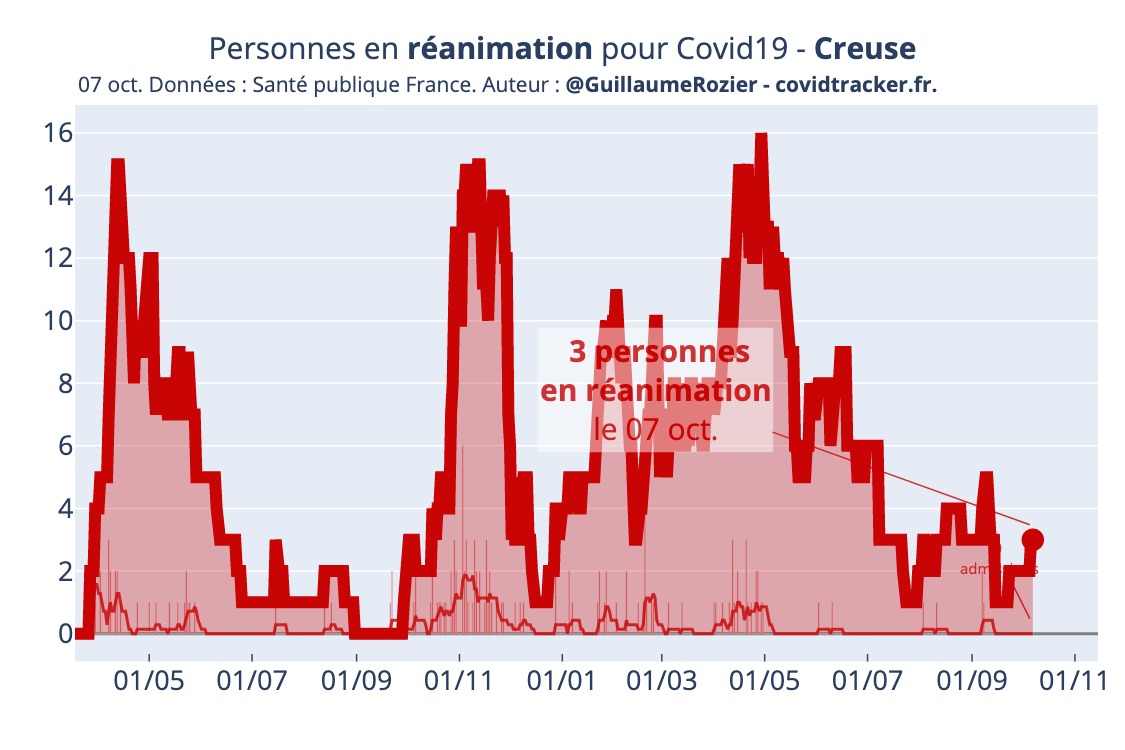 Personnes en réanimation pour Covid19 - Creuse
07 oct. Données : Santé publique France. Auteur : @GuillaumeRozier - covidtracker.fr.
16
14
12
10
8
6
4
2
0
3 personnes
en réanimation
le 07 oct.
01/05 01/07 01/09 01/11 01/01 01/03 01/05 01/07 01/09 01/11